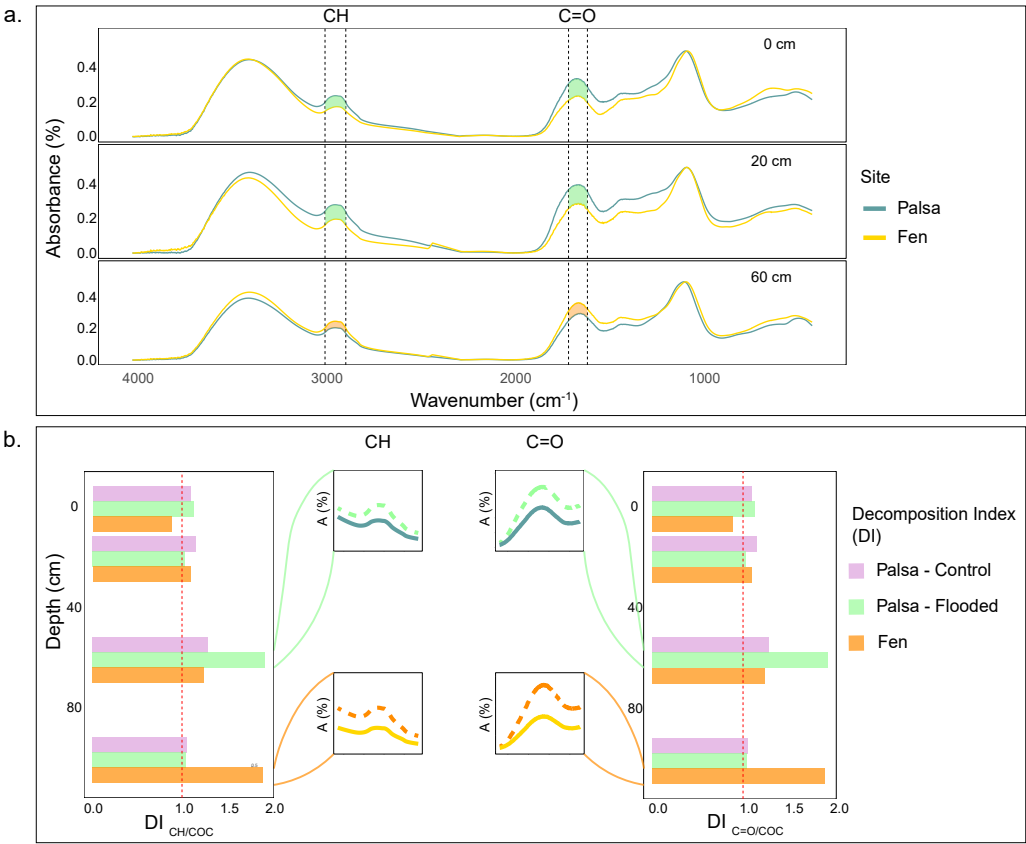 a.
CH
C=O
0 cm
0.4
0.2
0.0
20 cm
0.4
0.2
0.0
60 cm
0.4
0.2
0.0
Absorbance (%)
4000
3000
2000
1000
Wavenumber (cm-1)
Site
Palsa
Fen
b.
CH
C=O
0
40
80
Depth (cm)
0.0
1.0
1.5
2.0
DI CH/COC
A (%)
A (%)
A (%)
A (%)
0
40
80
0.0
1.0
1.5
2.0
DI C=O/COC
Decomposition Index
(DI)
Palsa - Control
Palsa - Flooded
Fen